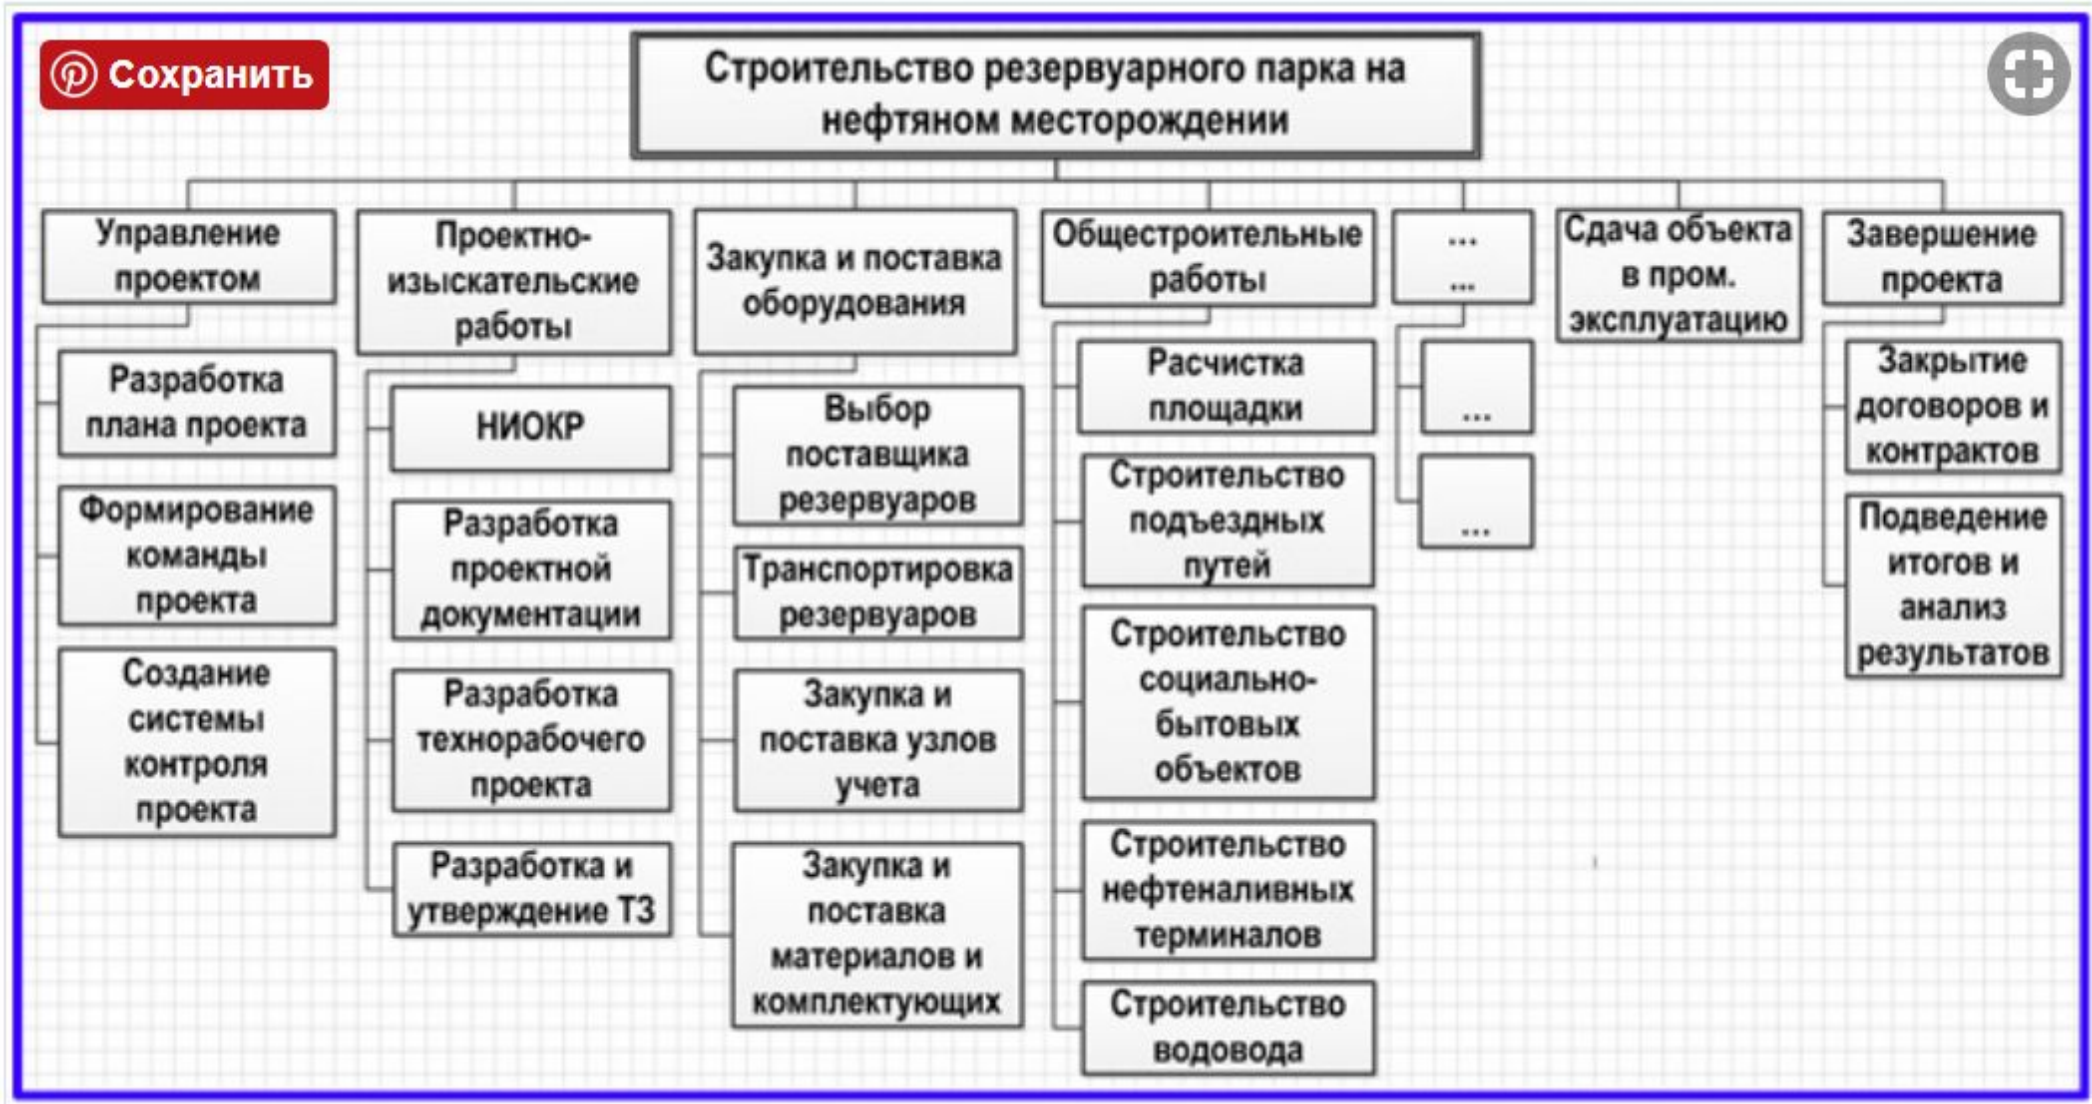 Сохранить
Строительство резервуарного парка на
нефтяном месторождении
Управление
проектом
Разработка
плана проекта
Формирование
команды
проекта
Создание
системы
контроля
проекта
Проектно-
изыскательские
работы
НИОКР
Разработка
проектной
документации
Разработка
технорабочего
проекта
Разработка и
утверждение ТЗ
Закупка и поставка
оборудования
Выбор
поставщика
резервуаров
Транспортировка
резервуаров
Закупка и
поставка узлов
учета
Закупка и
поставка
материалов и
комплектующих
Общестроительные
работы
Расчистка
площадки
Строительство
подъездных
путей
Строительство
социально-
бытовых
объектов
Строительство
нефтеналивных
терминалов
Строительство
водовода
...
...
...
...
Сдача объекта
в пром.
эксплуатацию
Завершение
проекта
Закрытие
договоров и
контрактов
Подведение
итогов и
анализ
результатов